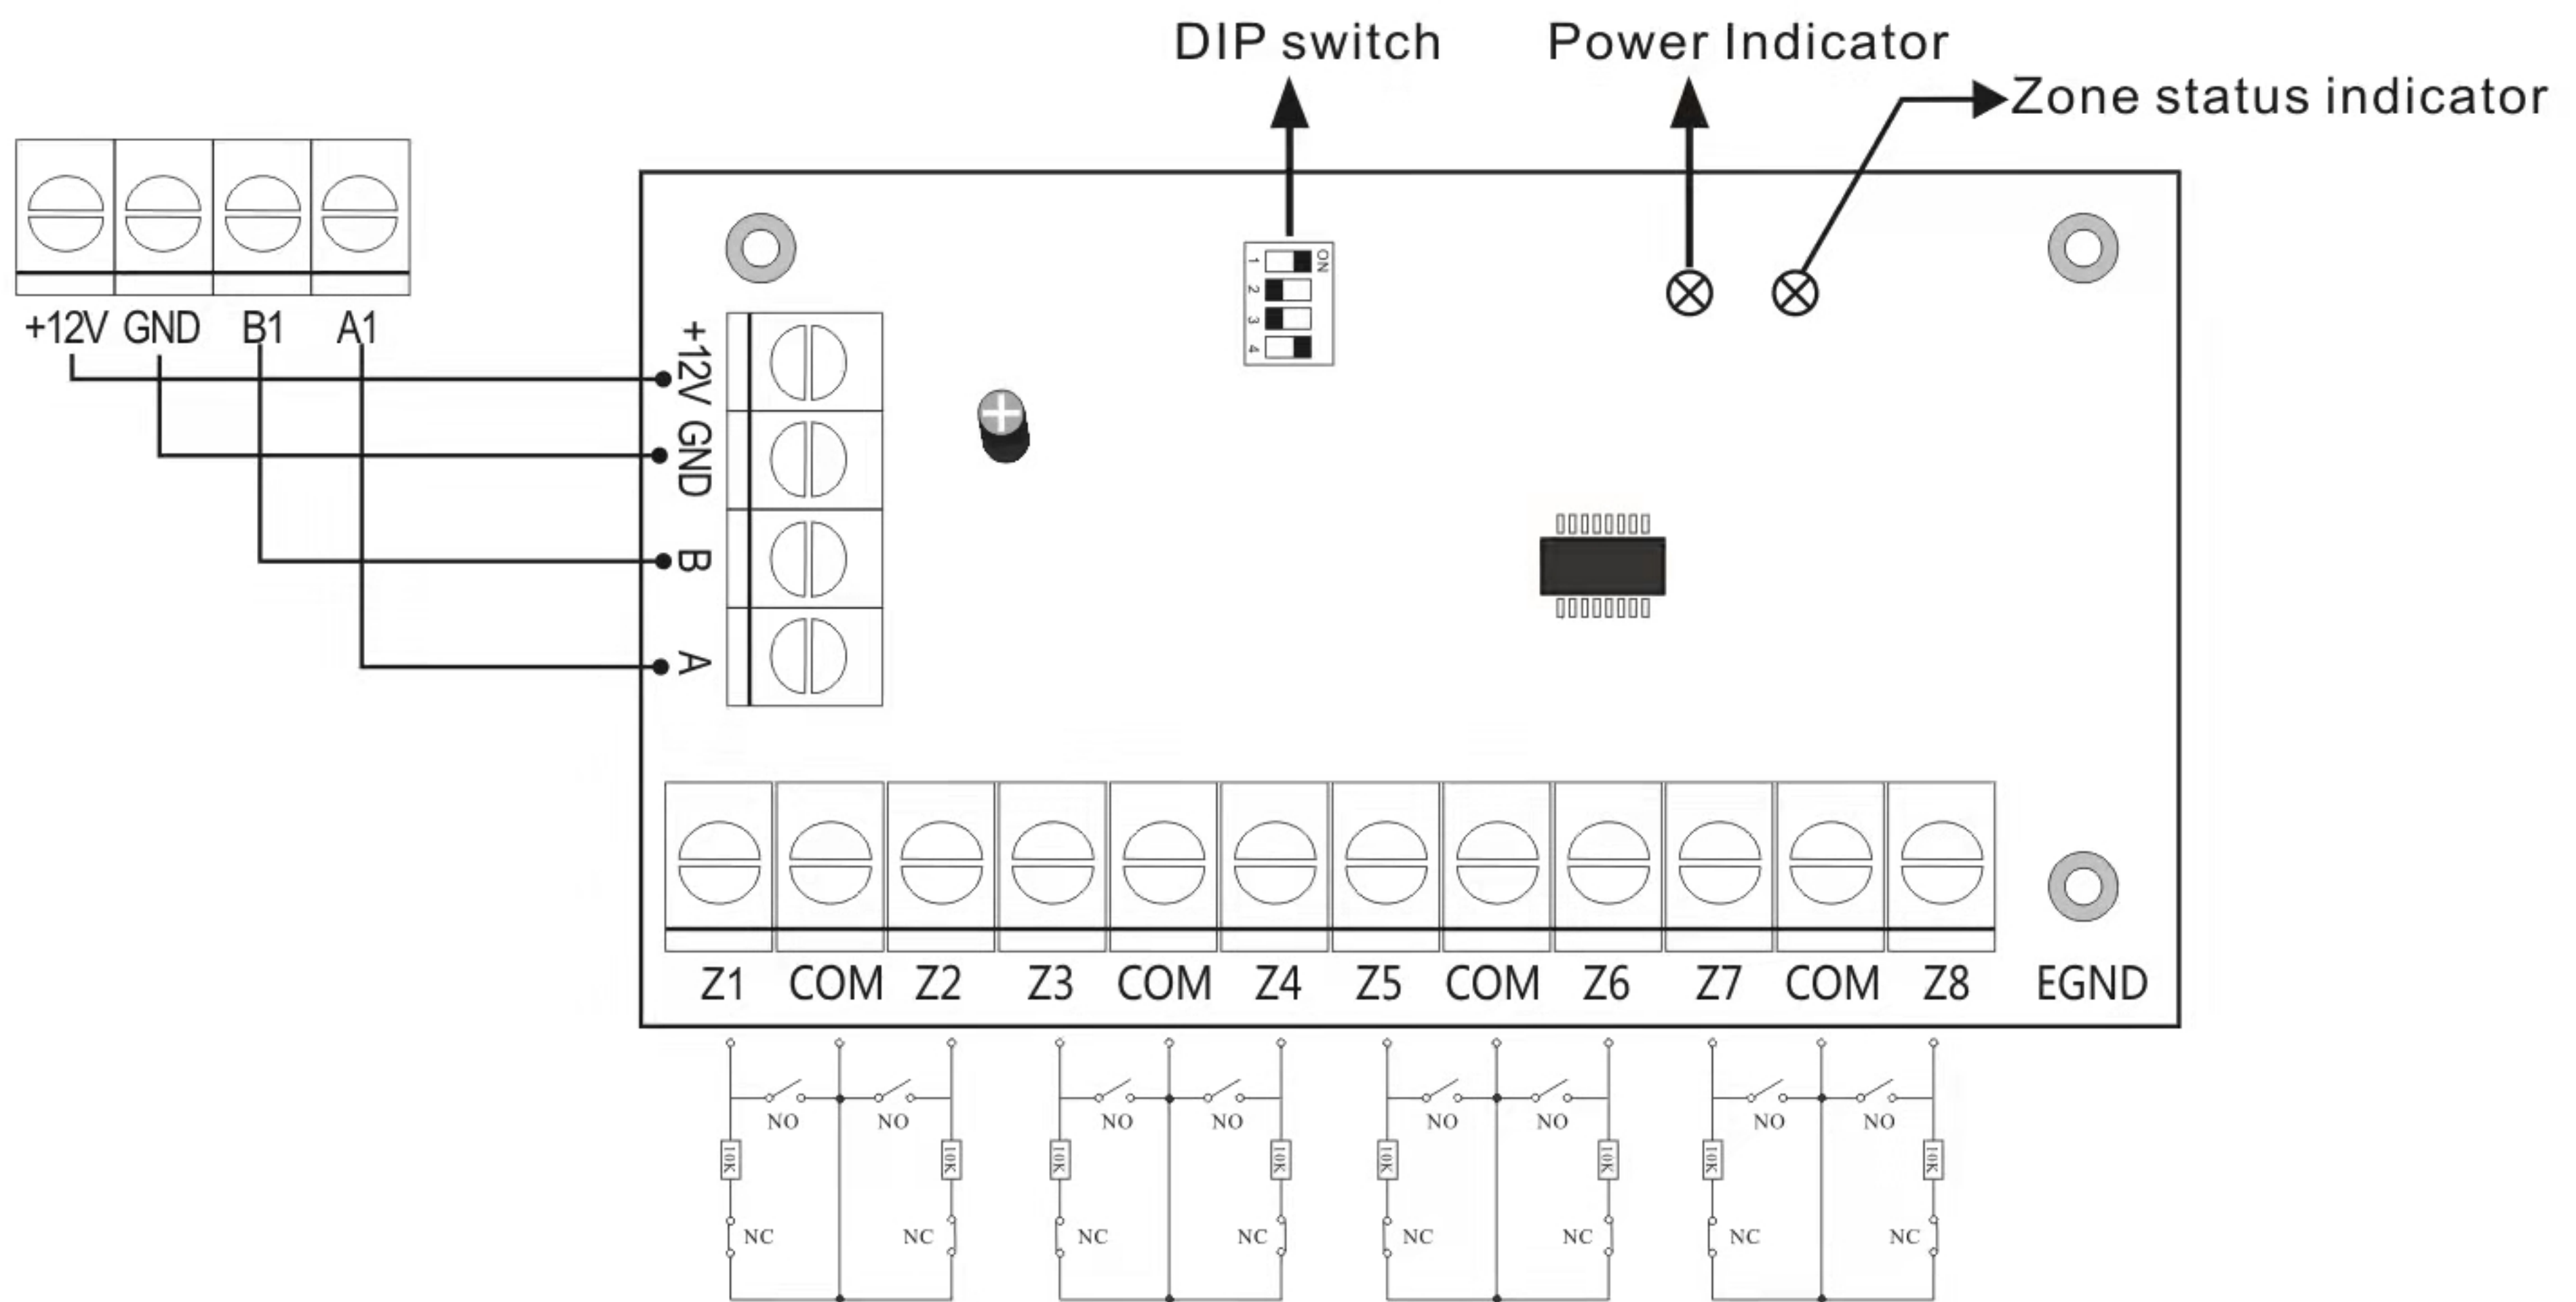 DIP switch Power Indicator
Zone status indicator
+12V GND B1 A1
ON
1
2
3
4
+12V
GND
B
A
Z1 COM Z2 Z3 COM Z4 Z5 COM Z6 Z7 COM Z8 EGND
NO NO NO NO NO NO NO NO
10K 10K 10K 10K 10K 10K 10K 10K
NC NC NC NC NC NC NC NC